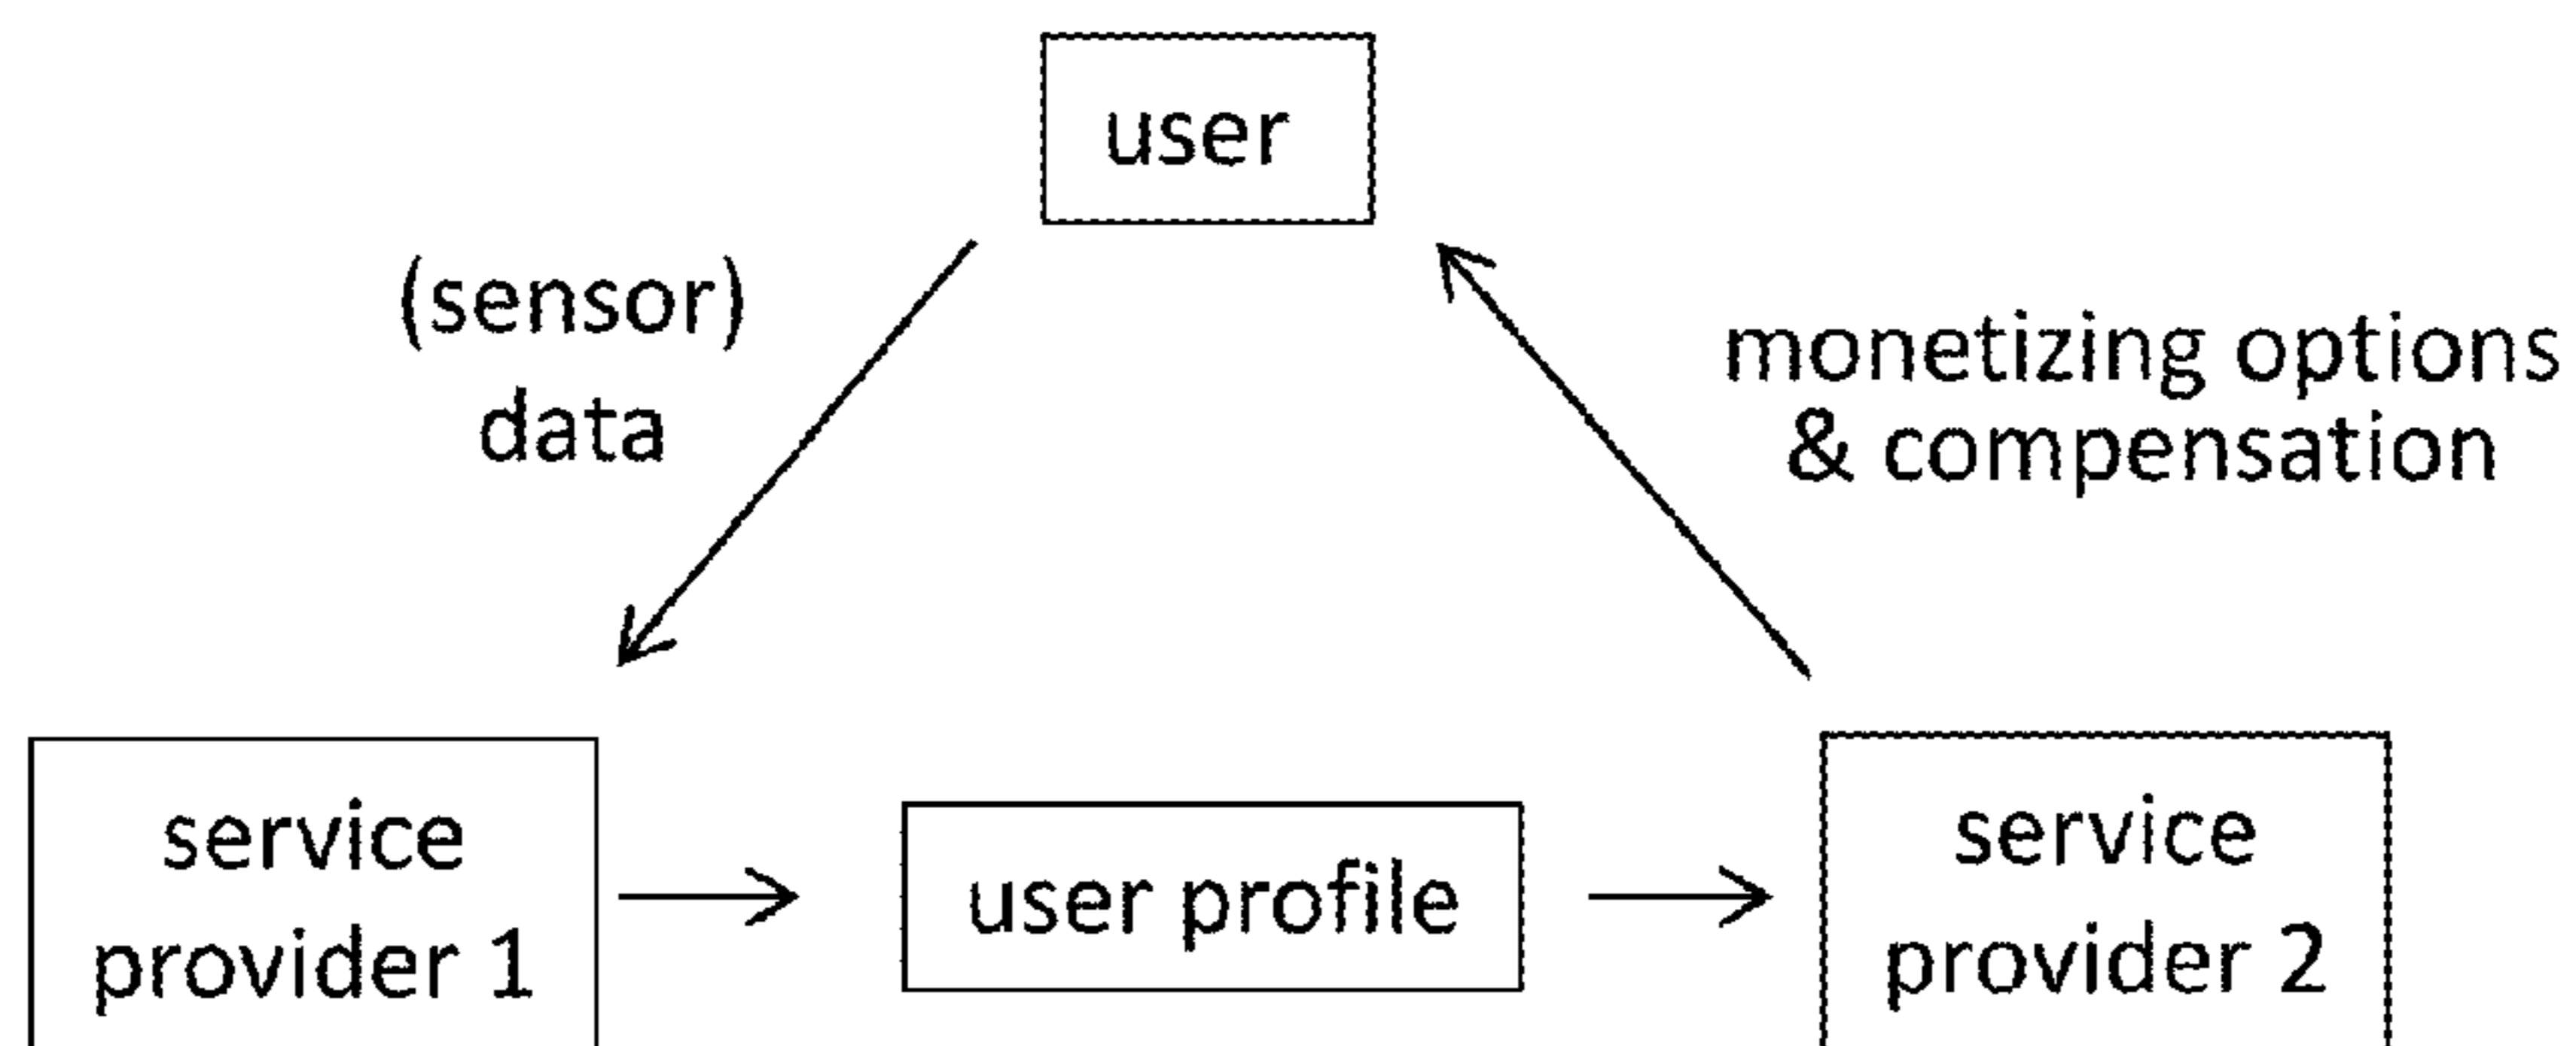 user
(sensor)
data
monetizing options
& compensation
service
provider 1
user profile
service
provider 2